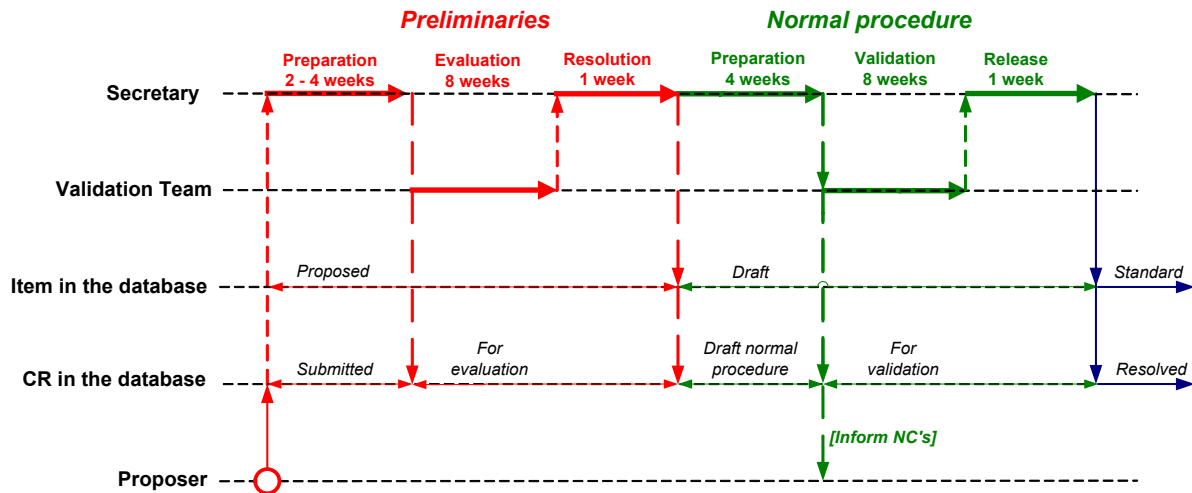 Preliminaries
Normal procedure
Preparation
2 - 4 weeks
Evaluation
8 weeks
Resolution
1 week
Preparation
4 weeks
Validation
8 weeks
Release
1 week
Secretary
Validation Team
Item in the database
Proposed
Draft
Standard
CR in the database
Submitted
For
evaluation
Draft normal
procedure
For
validation
Resolved
[Inform NC's]
Proposer